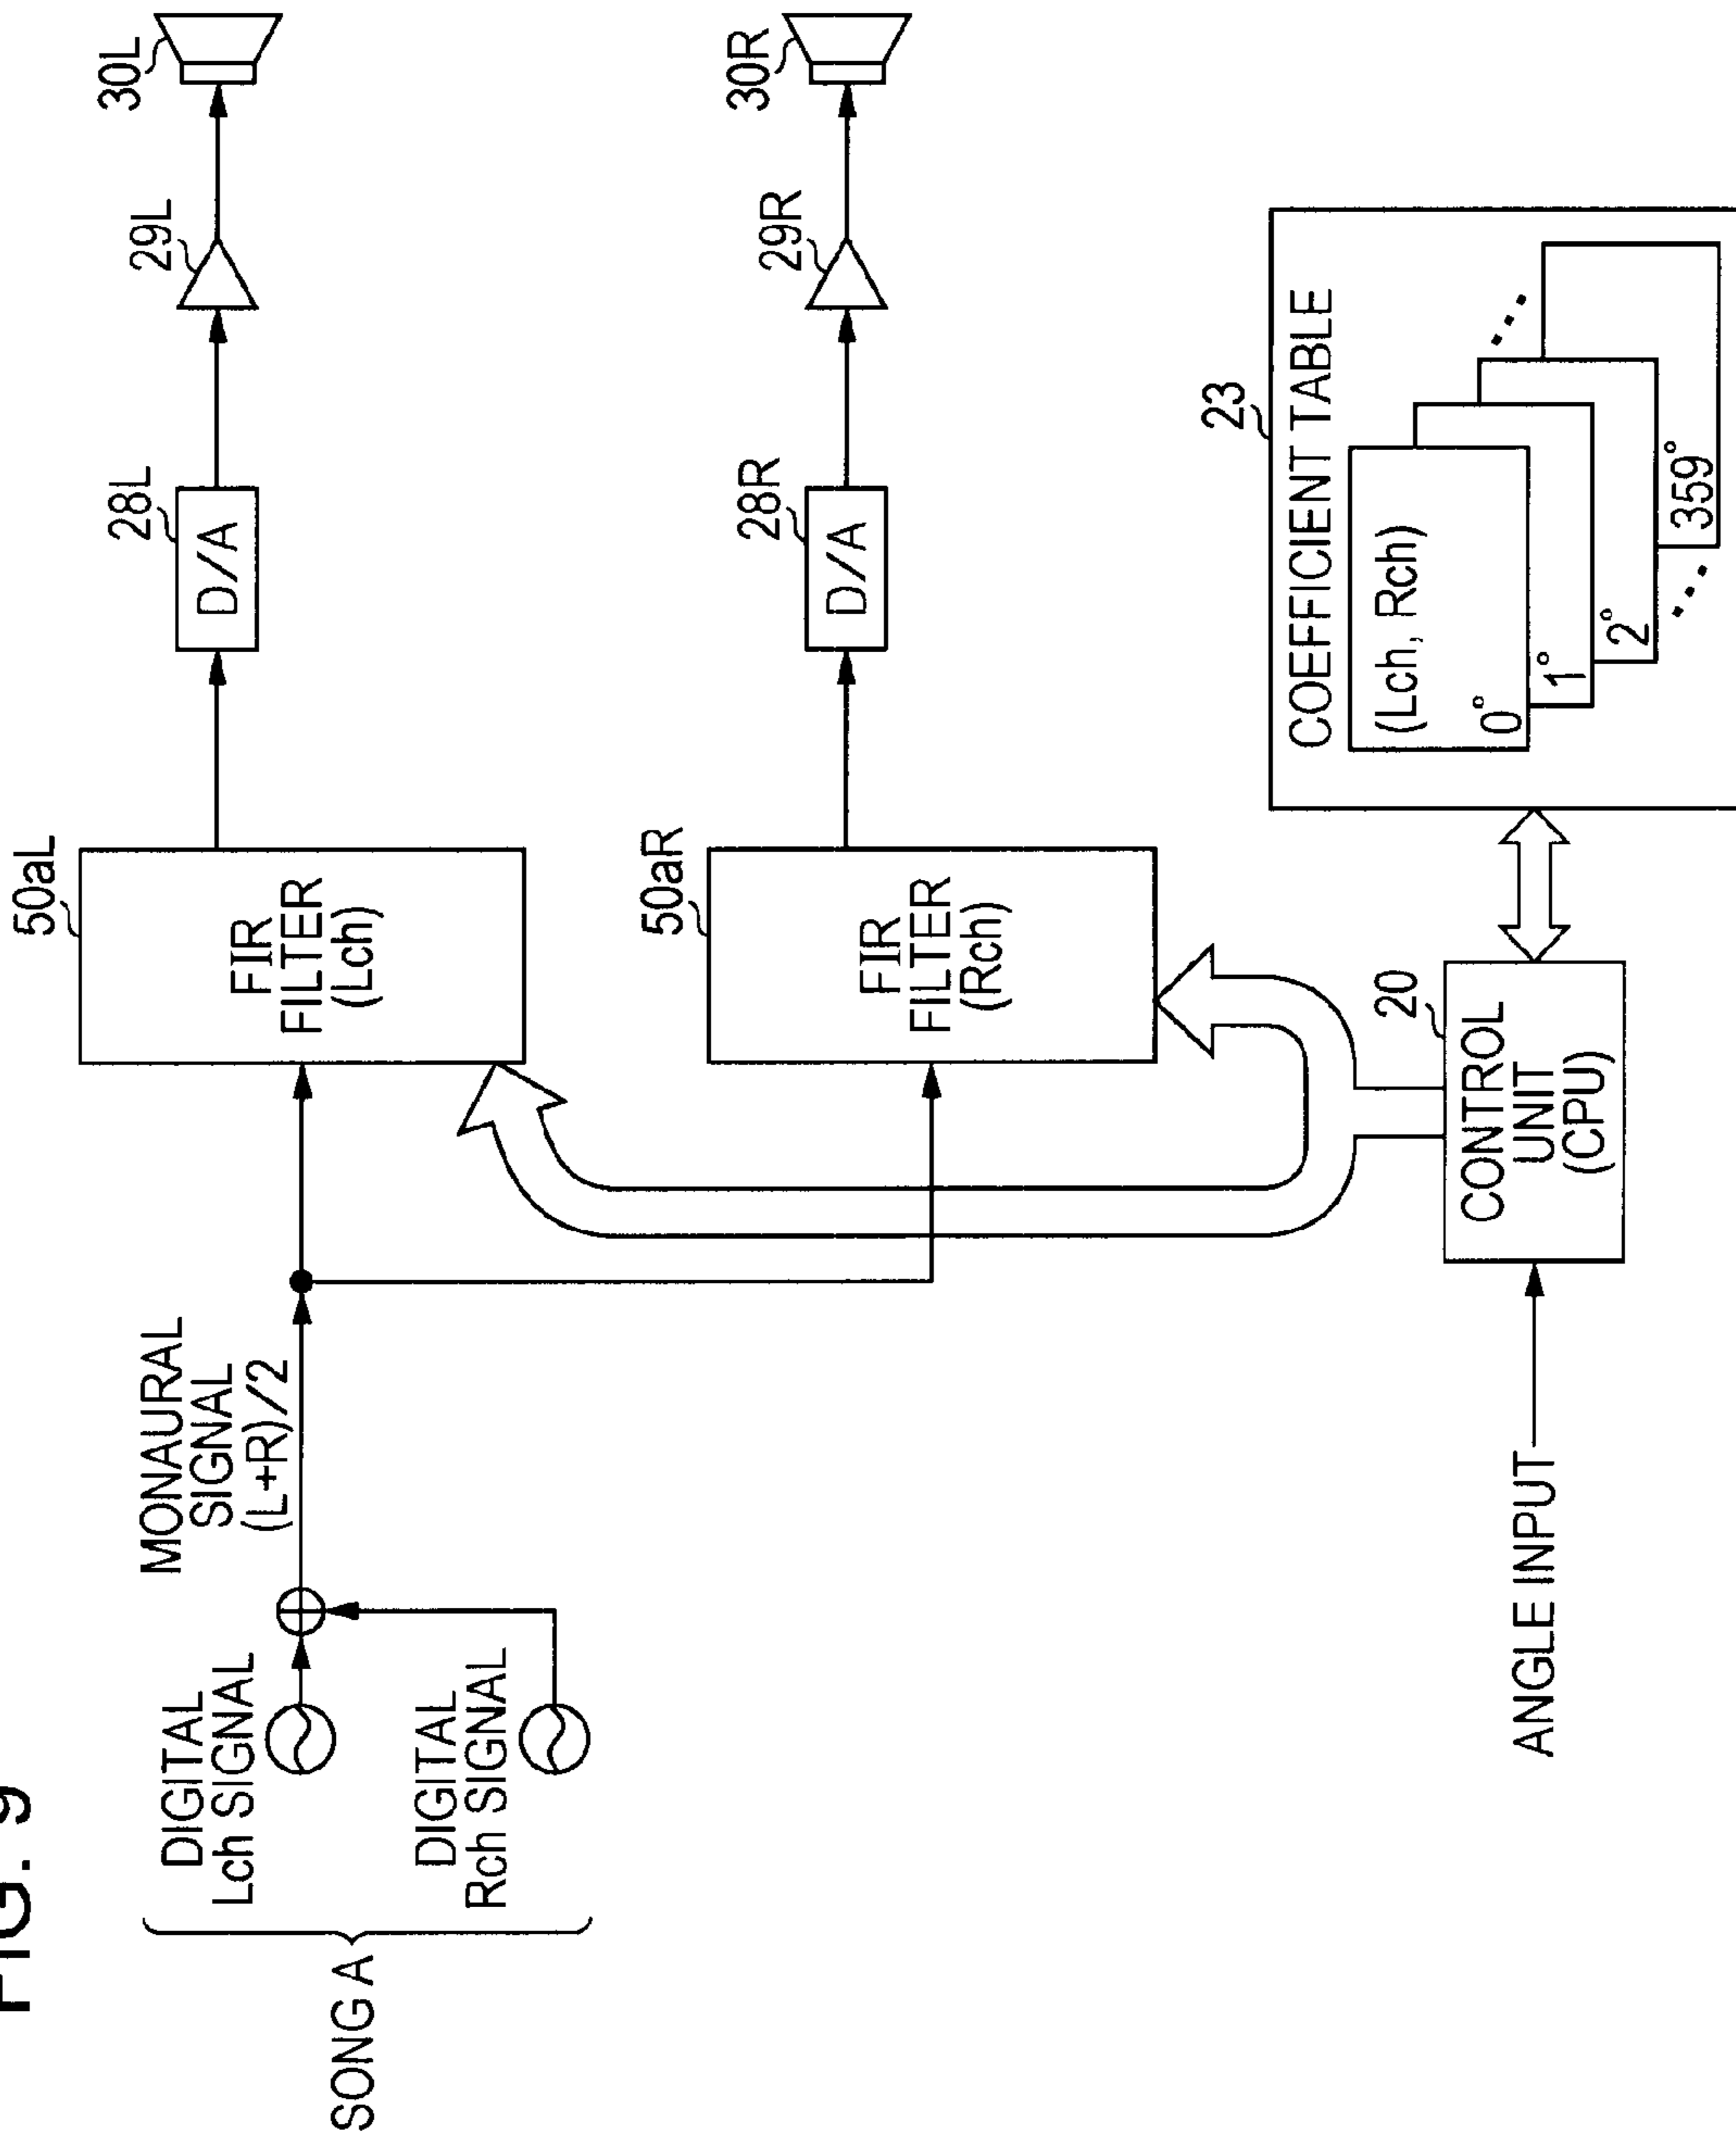 FIG. 9
SONG A
DIGITAL
Lch SIGNAL
DIGITAL
Rch SIGNAL
MONAURAL
SIGNAL
(L+R)/2
50aL
FIR
FILTER
(Lch)
28L
D/A
29L
30L
50aR
FIR
FILTER
(Rch)
28R
D/A
29R
30R
ANGLE INPUT
20
CONTROL
UNIT
(CPU)
23
COEFFICIENT TABLE
(Lch, Rch)
0°
1°
2°
359°